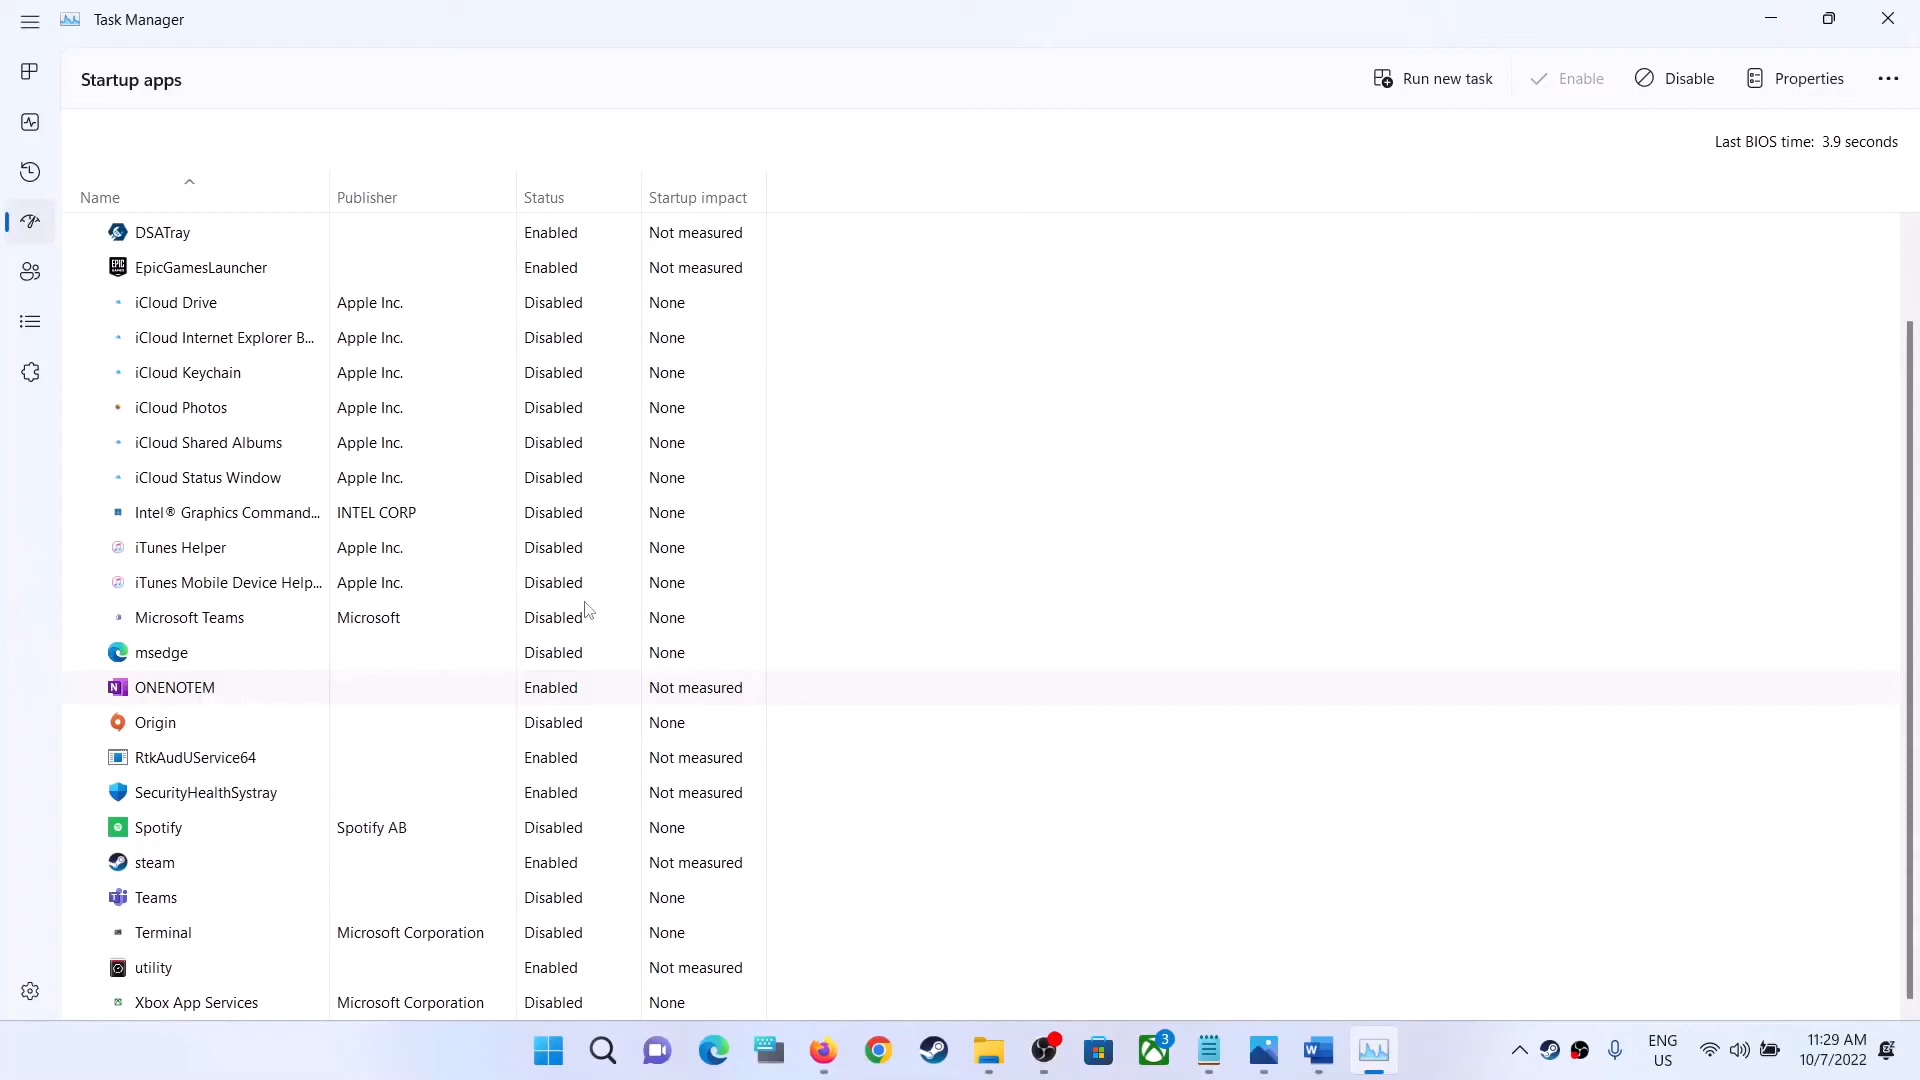 Task Manager
Startup apps
Run new task
Enable
Disable
Properties
Last BIOS time: 3.9 seconds
Name Publisher Status Startup impact
DSATray Enabled Not measured
EpicGamesLauncher Enabled Not measured
iCloud Drive Apple Inc. Disabled None
iCloud Internet Explorer B... Apple Inc. Disabled None
iCloud Keychain Apple Inc. Disabled None
iCloud Photos Apple Inc. Disabled None
iCloud Shared Albums Apple Inc. Disabled None
iCloud Status Window Apple Inc. Disabled None
Intel® Graphics Command... INTEL CORP Disabled None
iTunes Helper Apple Inc. Disabled None
iTunes Mobile Device Help... Apple Inc. Disabled None
Microsoft Teams Microsoft Disabled None
msedge Disabled None
ONENOTEM Enabled Not measured
Origin Disabled None
RtkAudUService64 Enabled Not measured
SecurityHealthSystray Enabled Not measured
Spotify Spotify AB Disabled None
steam Enabled Not measured
Teams Disabled None
Terminal Microsoft Corporation Disabled None
utility Enabled Not measured
Xbox App Services Microsoft Corporation Disabled None
3
ENG
US
11:29 AM
10/7/2022